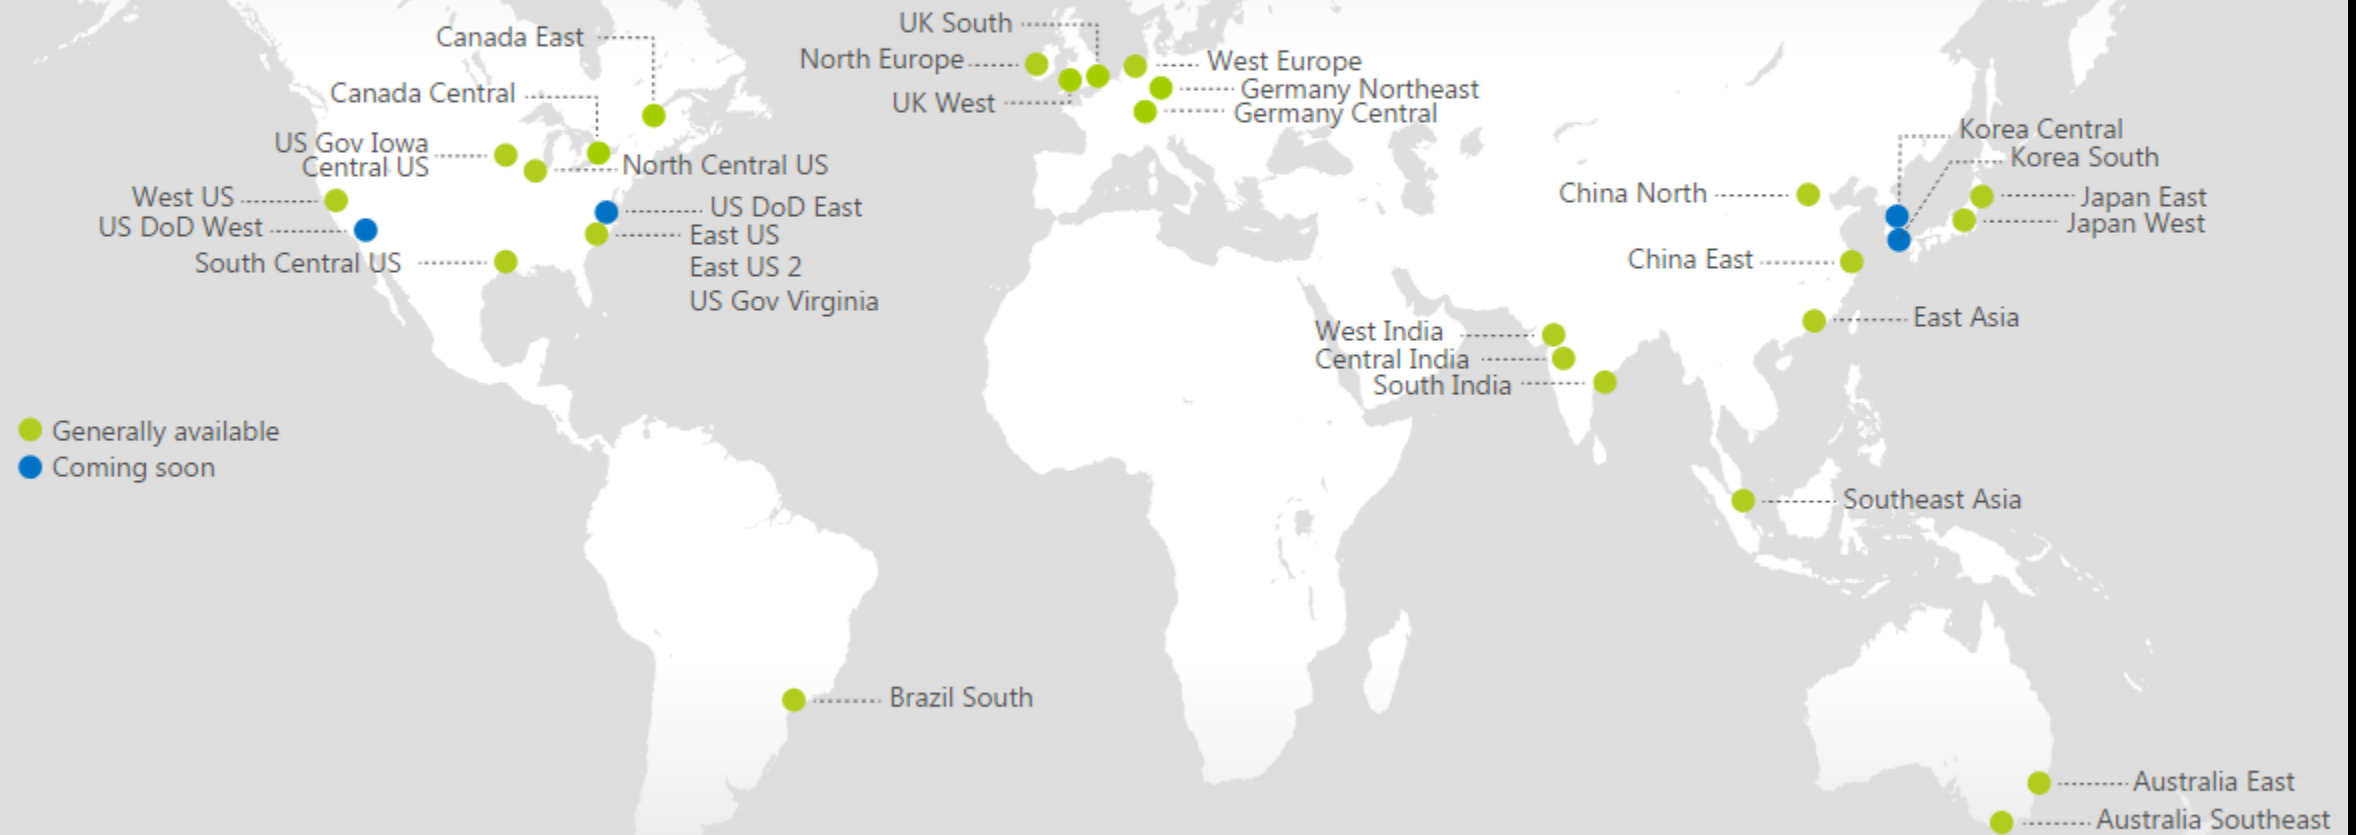 UK South
Canada East
North Europe
West Europe
Canada Central
Germany Northeast
UK West
Germany Central
Korea Central
US Gov Iowa
Central US
Korea South
North Central US
China North
West US
Japan East
US DoD East
US DoD West
Japan West
East US
South Central US
China East
East US 2
US Gov Virginia
East Asia
West India
Central India
South India
Generally available
Coming soon
Southeast Asia
Brazil South
Australia East
Australia Southeast